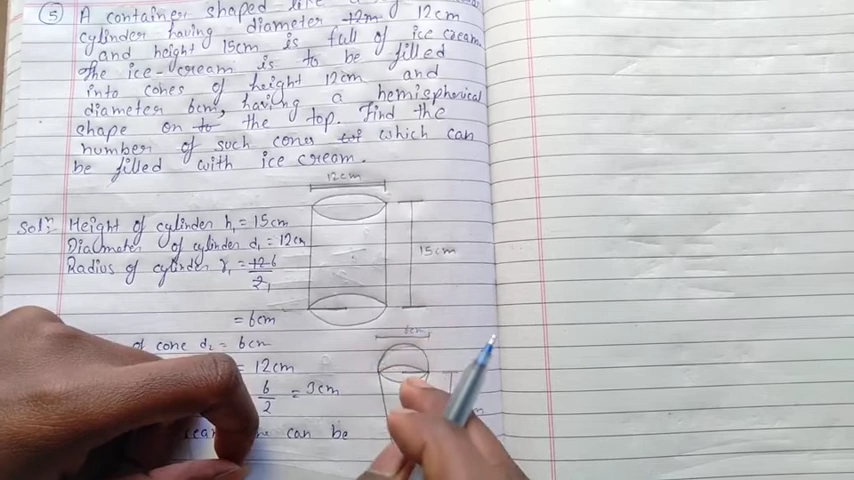 5 A container shaped like a
cylinder having diameter 12m 12cm
and height 15cm is full of ice cream.
The ice-cream is to be filled
into cones of height 12cm and
diameter 6cm, having a hemispherical
shape on to the top. Find the
number of such cones which can
be filled with ice cream.
12cm
Solⁿ: Height of cylinder h₁ = 15cm
Diameter of cylinder d₁ = 12cm
Radius of cylinder r₁ = 12 6
2 1
15cm
= 6cm
6cm
of cone d₂ = 6cm
= 12cm
6/2 = 3cm
can be